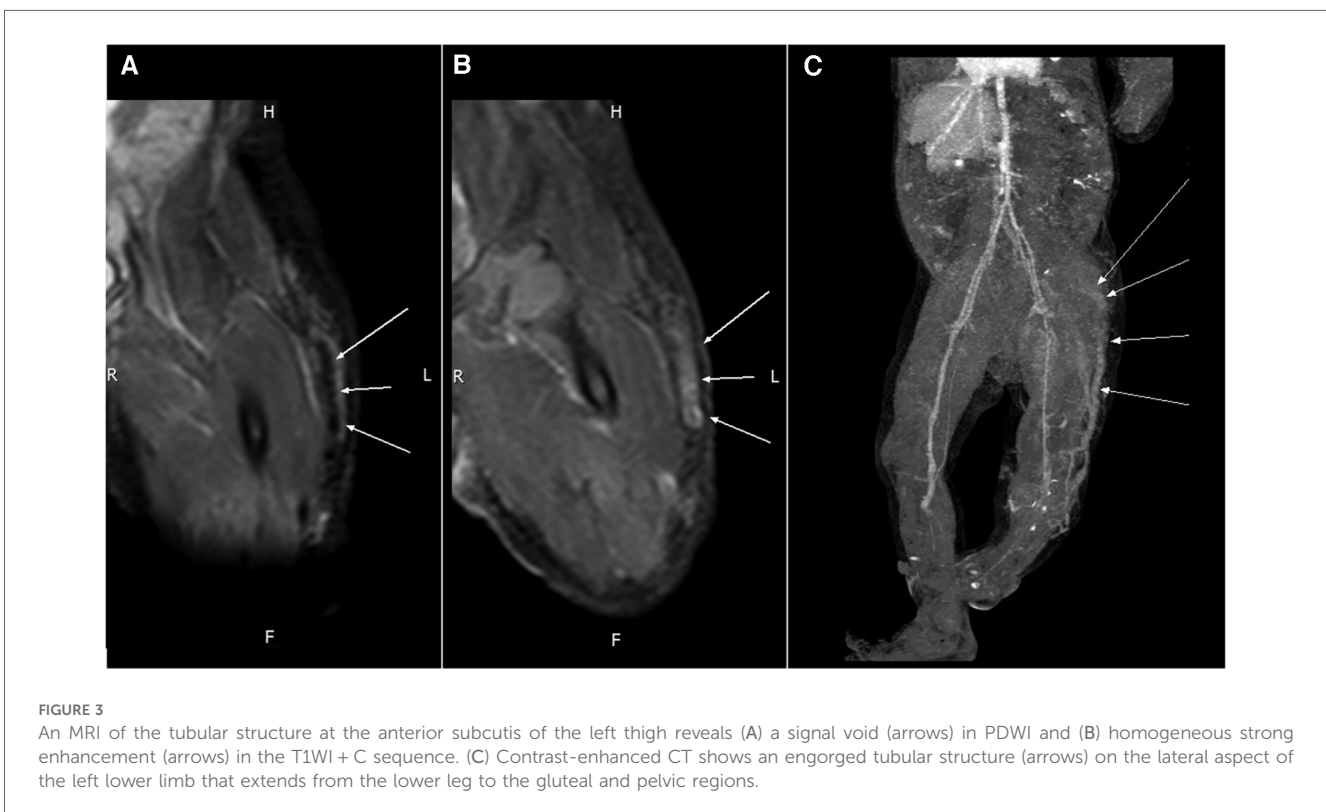 A
B
C
H
H
R
L
R
L
F
F
FIGURE 3
An MRI of the tubular structure at the anterior subcutis of the left thigh reveals (A) a signal void (arrows) in PDWI and (B) homogeneous strong
enhancement (arrows) in the T1WI + C sequence. (C) Contrast-enhanced CT shows an engorged tubular structure (arrows) on the lateral aspect of
the left lower limb that extends from the lower leg to the gluteal and pelvic regions.